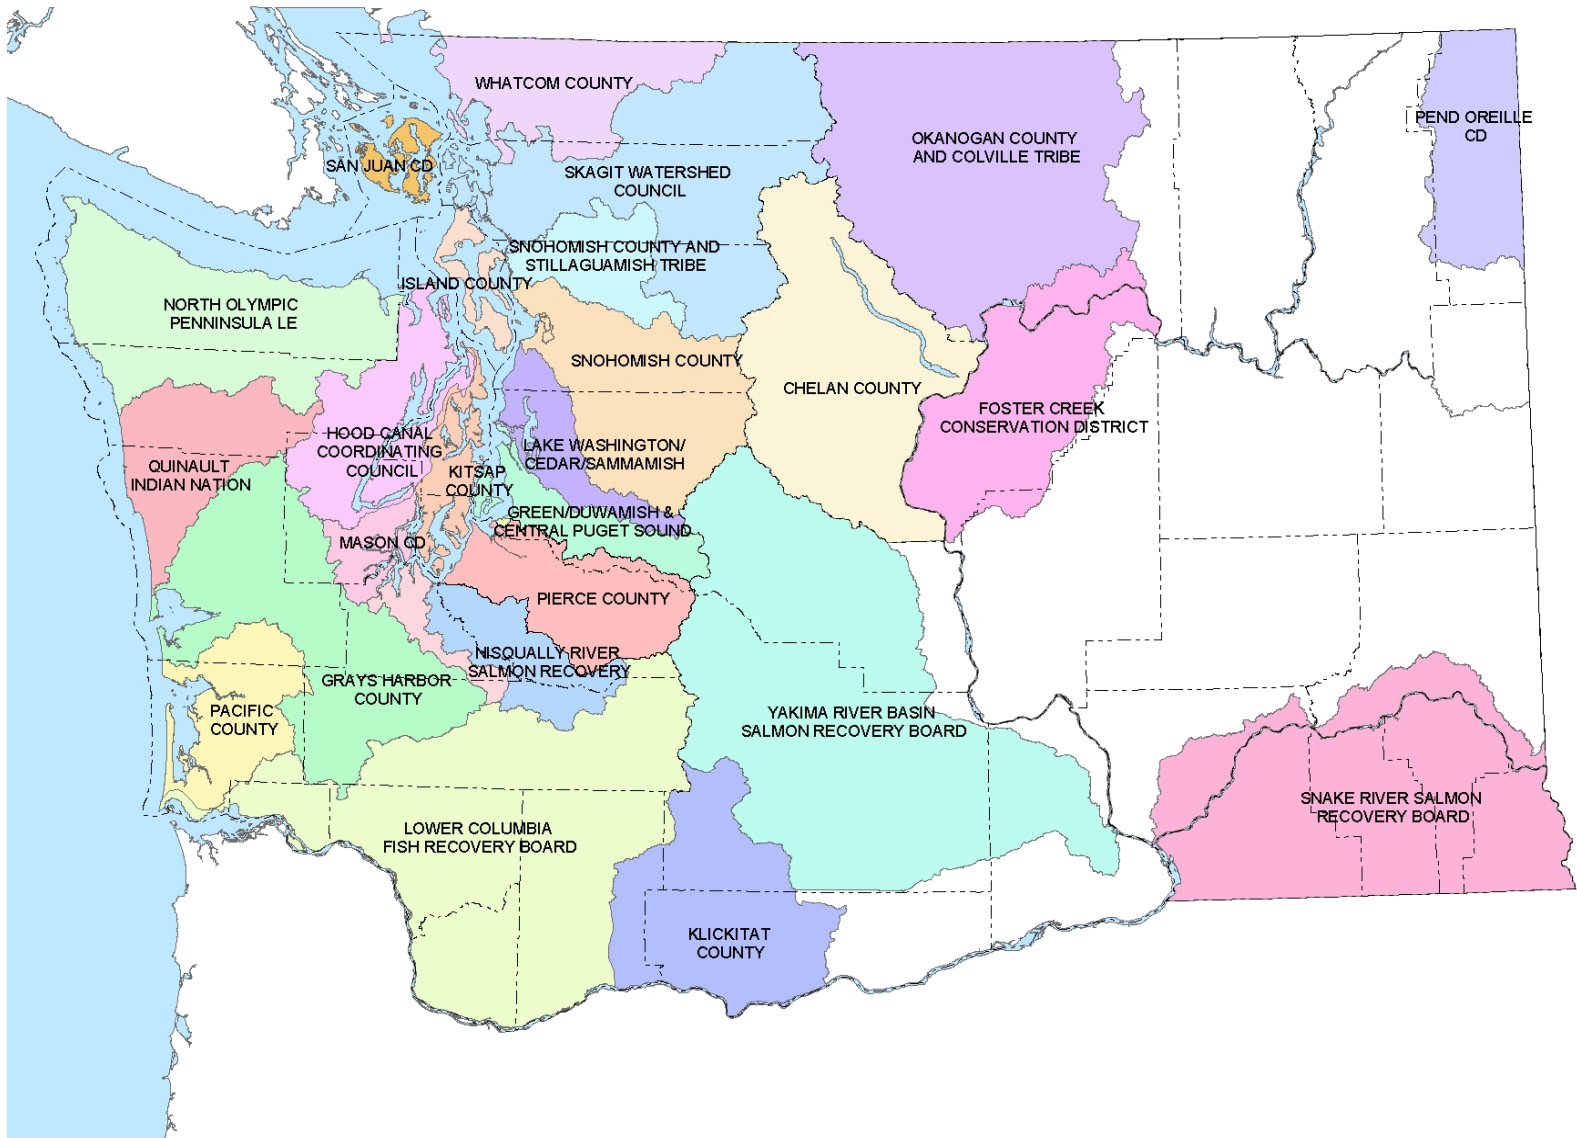 WHATCOM COUNTY
PEND OREILLE
CD
OKANOGAN COUNTY
AND COLVILLE TRIBE
SAN JUAN CD
SKAGIT WATERSHED
COUNCIL
SNOHOMISH COUNTY AND
STILLAGUAMISH TRIBE
ISLAND COUNTY
NORTH OLYMPIC
PENNINSULA LE
SNOHOMISH COUNTY
CHELAN COUNTY
FOSTER CREEK
CONSERVATION DISTRICT
HOOD CANAL
COORDINATING
COUNCIL
LAKE WASHINGTON/
CEDAR/SAMMAMISH
QUINAULT
INDIAN NATION
KITSAP
COUNTY
GREEN/DUWAMISH &
CENTRAL PUGET SOUND
MASON CD
PIERCE COUNTY
NISQUALLY RIVER
SALMON RECOVERY
GRAYS HARBOR
COUNTY
PACIFIC
COUNTY
YAKIMA RIVER BASIN
SALMON RECOVERY BOARD
SNAKE RIVER SALMON
RECOVERY BOARD
LOWER COLUMBIA
FISH RECOVERY BOARD
KLICKITAT
COUNTY